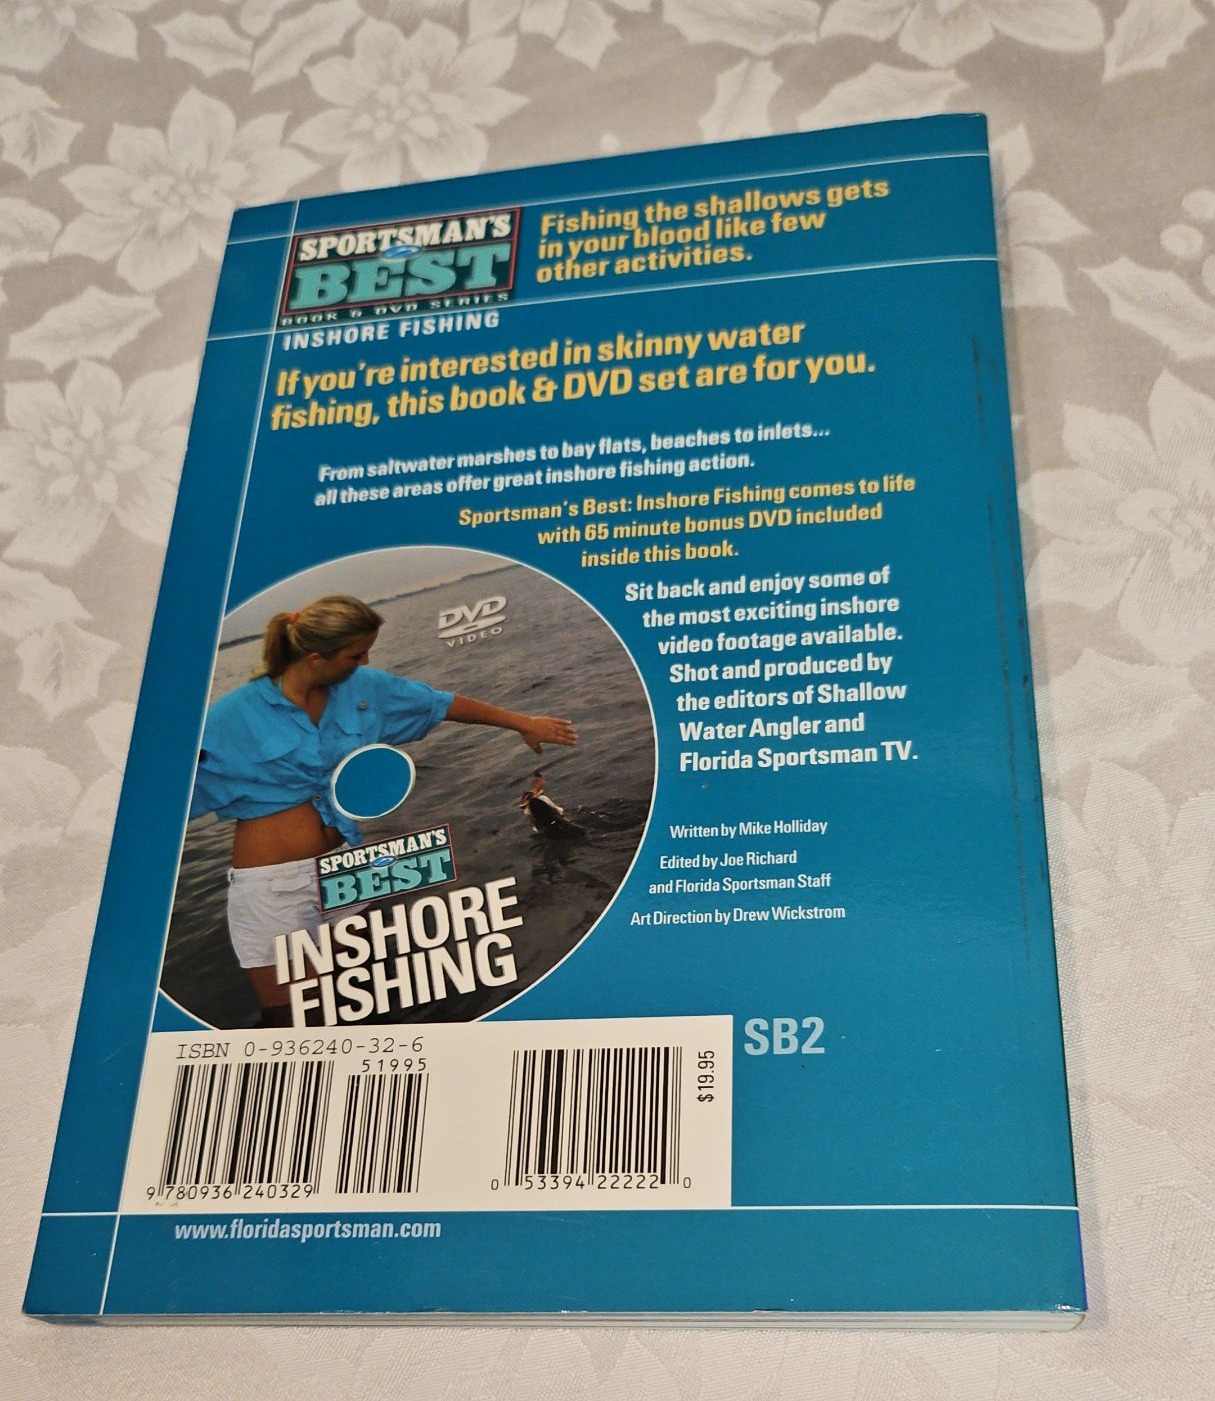 SPORTSMAN'S
BEST
BOOK & DVD SERIES
INSHORE FISHING
Fishing the shallows gets
in your blood like few
other activities.
If you're interested in skinny water
fishing, this book & DVD set are for you.
From saltwater marshes to bay flats, beaches to inlets...
all these areas offer great inshore fishing action.
Sportsman's Best: Inshore Fishing comes to life
with 65 minute bonus DVD included
inside this book.
Sit back and enjoy some of
the most exciting inshore
video footage available.
Shot and produced by
the editors of Shallow
Water Angler and
Florida Sportsman TV.
DVD
VIDEO
SPORTSMAN'S
BEST
INSHORE
FISHING
Written by Mike Holliday
Edited by Joe Richard
and Florida Sportsman Staff
Art Direction by Drew Wickstrom
SB2
ISBN 0-936240-32-6
51995
9 780936 240329
0 53394 22222 0
$19.95
www.floridasportsman.com